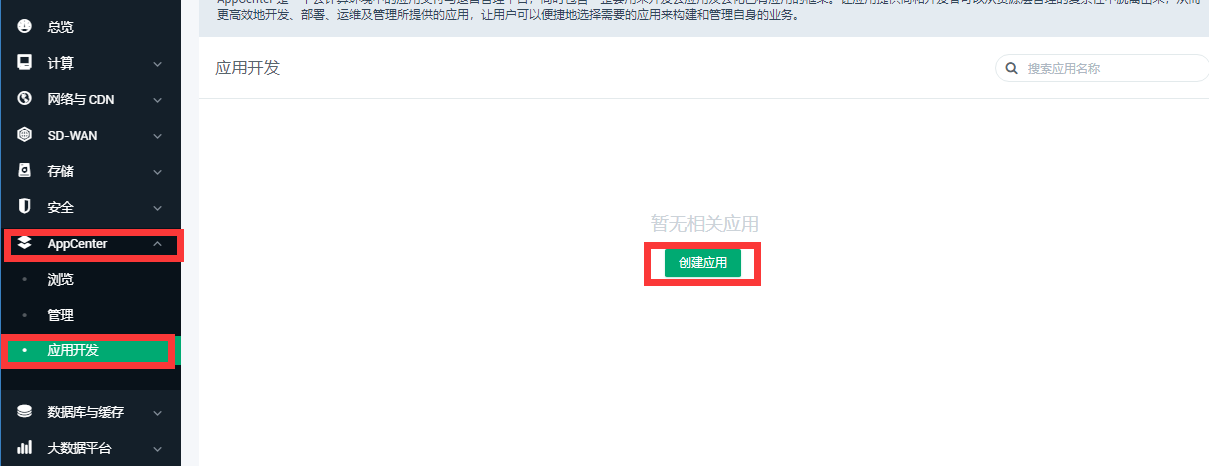 更高效地开发、部署、运维及管理所提供的应用，让用户可以便捷地选择需要的应用来构建和管理自身的业务。
总览
计算
网络与 CDN
SD-WAN
存储
安全
AppCenter
浏览
管理
应用开发
数据库与缓存
大数据平台
应用开发
搜索应用名称
暂无相关应用
创建应用